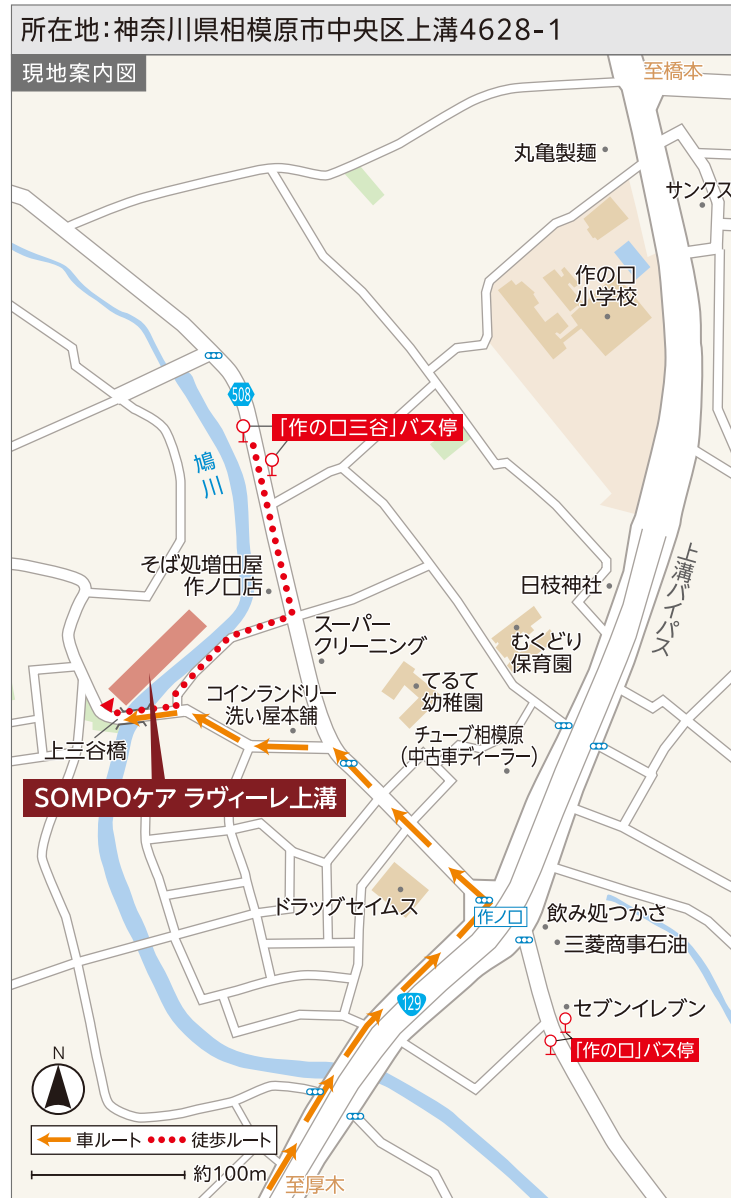 所在地:神奈川県相模原市中央区上溝4628-1
現地案内図
至橋本
丸亀製麺
サンクス
作の口
小学校
508
「作の口三谷」バス停
鳩川
そば処増田屋
作ノ口店
日枝神社
上溝バイパス
スーパー
クリーニング
むくどり
保育園
てるて
幼稚園
コインランドリー
洗い屋本舗
チューブ相模原
(中古車ディーラー)
上三谷橋
SOMPOケア ラヴィーレ上溝
ドラッグセイムス
作ノ口
飲み処つかさ
三菱商事石油
129
セブンイレブン
「作の口」バス停
N
車ルート
徒歩ルート
約100m
至厚木